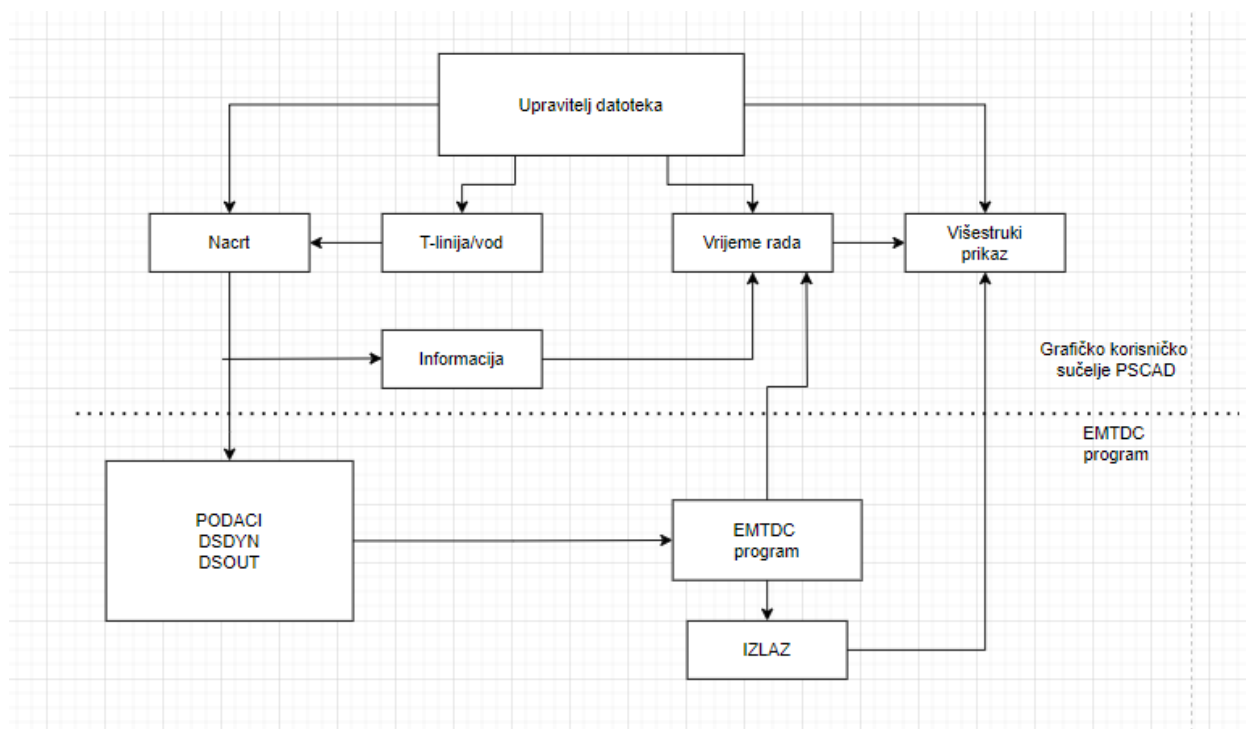 Upravitelj datoteka
Nacrt
T-linija/vod
Vrijeme rada
Višestruki
prikaz
Informacija
Grafičko korisničko
sučelje PSCAD
EMTDC
program
PODACI
DSDYN
DSOUT
EMTDC
program
IZLAZ